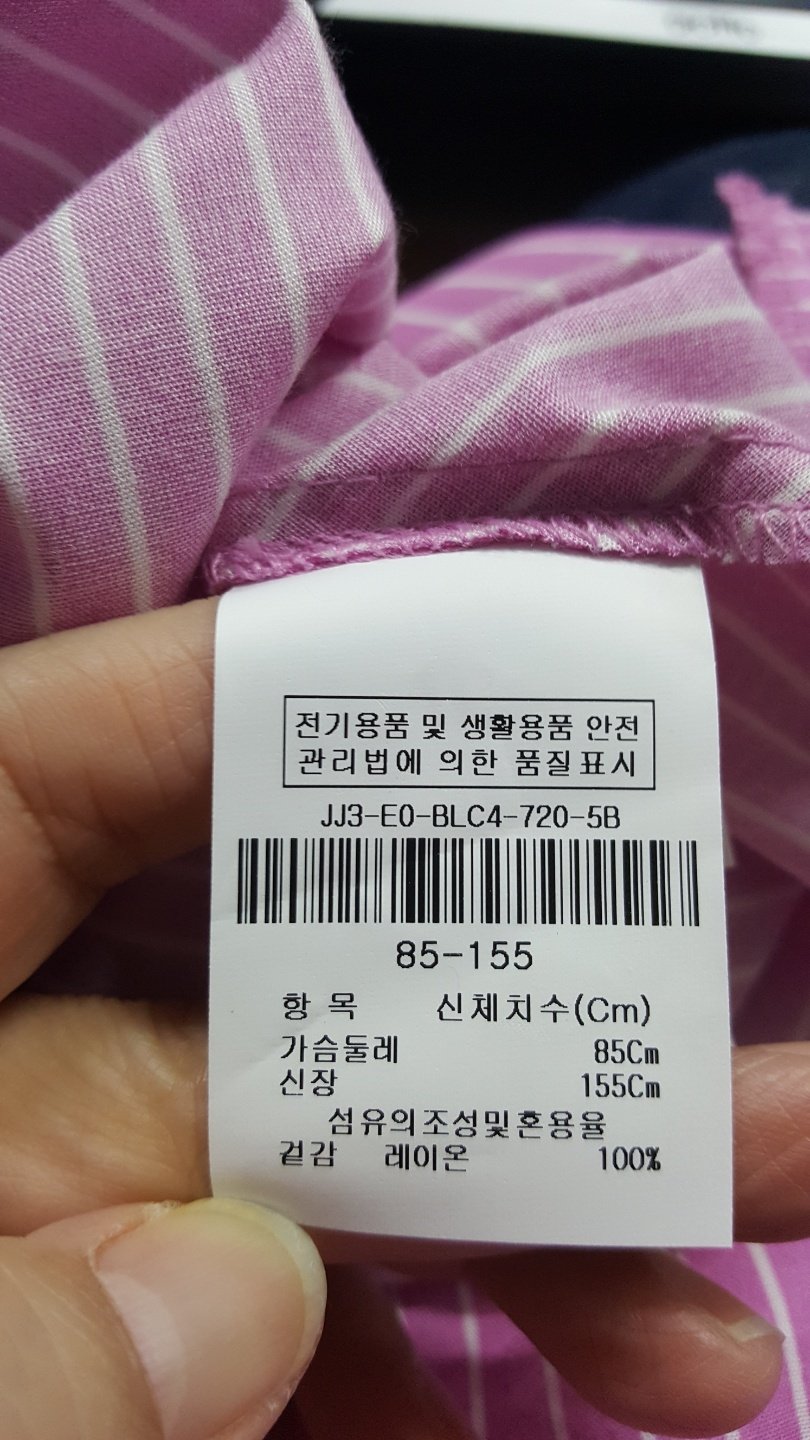 전기용품 및 생활용품 안전
관리법에 의한 품질표시
JJ3-E0-BLC4-720-5B
85-155
항 목 신체치수(Cm)
가슴둘레 85Cm
신장 155Cm
섬유의조성및혼용율
겉감 레이온 100%